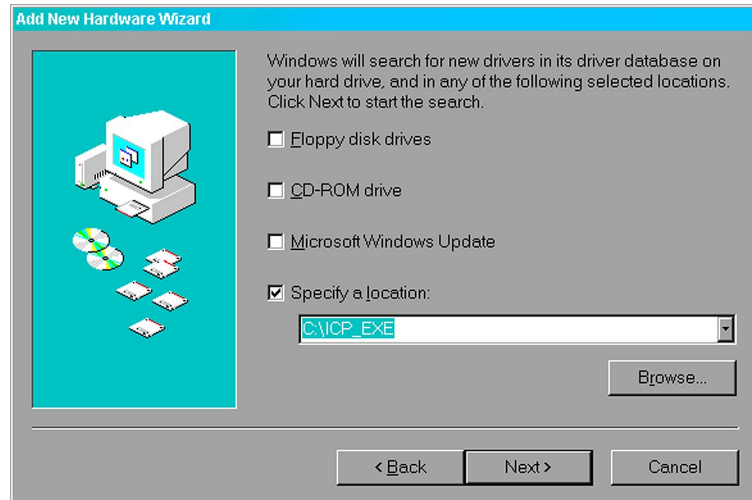 Add New Hardware Wizard
Windows will search for new drivers in its driver database on
your hard drive, and in any of the following selected locations.
Click Next to start the search.
Floppy disk drives
CD-ROM drive
Microsoft Windows Update
Specify a location:
C:\ICP_EXE
Browse...
< Back
Next >
Cancel